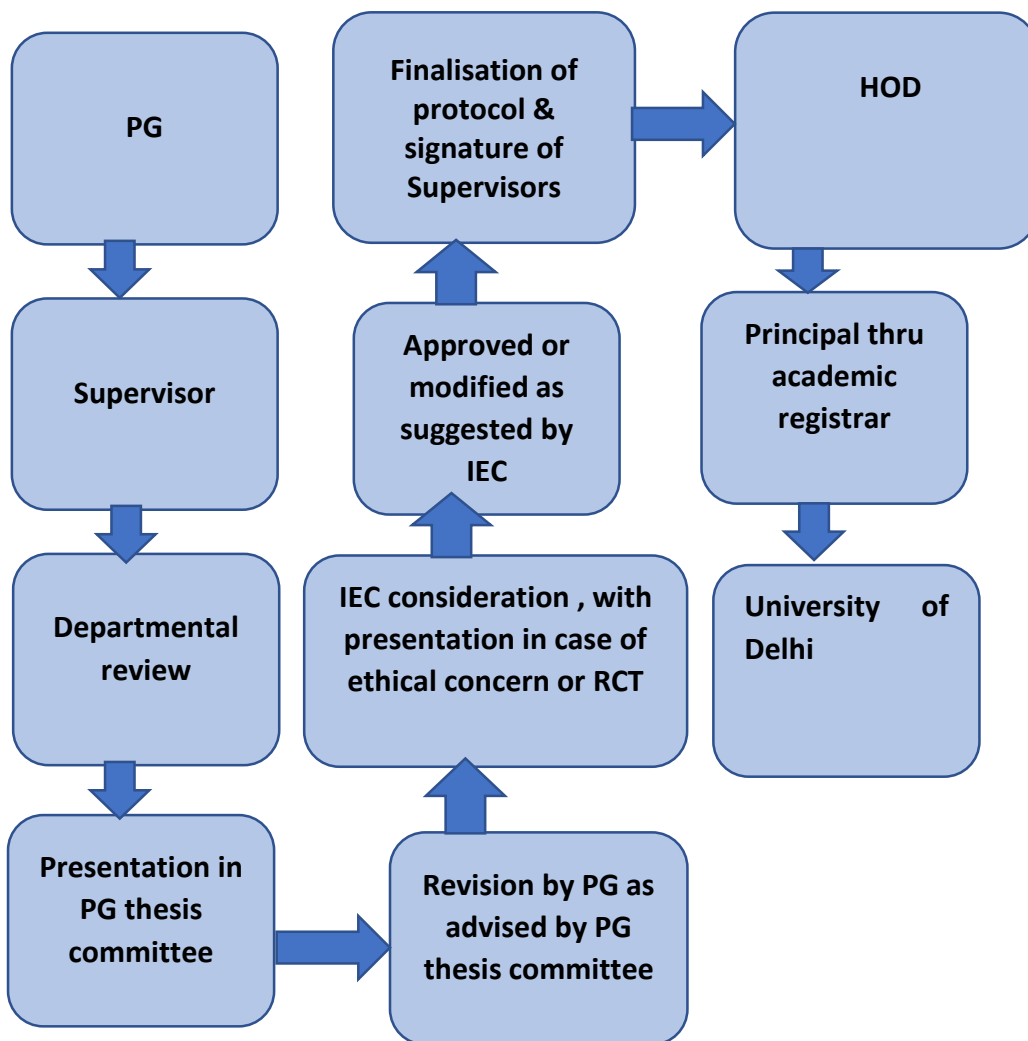 PG
Supervisor
Departmental
review
Presentation in
PG thesis
committee
Revision by PG as
advised by PG
thesis committee
IEC consideration , with
presentation in case of
ethical concern or RCT
Approved or
modified as
suggested by
IEC
Finalisation of
protocol &
signature of
Supervisors
HOD
Principal thru
academic
registrar
University of
Delhi